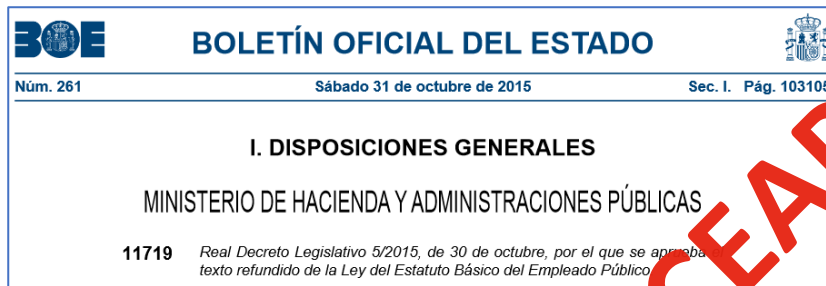 BOE
BOLETÍN OFICIAL DEL ESTADO
Núm. 261
Sábado 31 de octubre de 2015
Sec. I. Pág. 103105
I. DISPOSICIONES GENERALES
MINISTERIO DE HACIENDA Y ADMINISTRACIONES PÚBLICAS
11719
Real Decreto Legislativo 5/2015, de 30 de octubre, por el que se aprueba el
texto refundido de la Ley del Estatuto Básico del Empleado Público.
CEAD